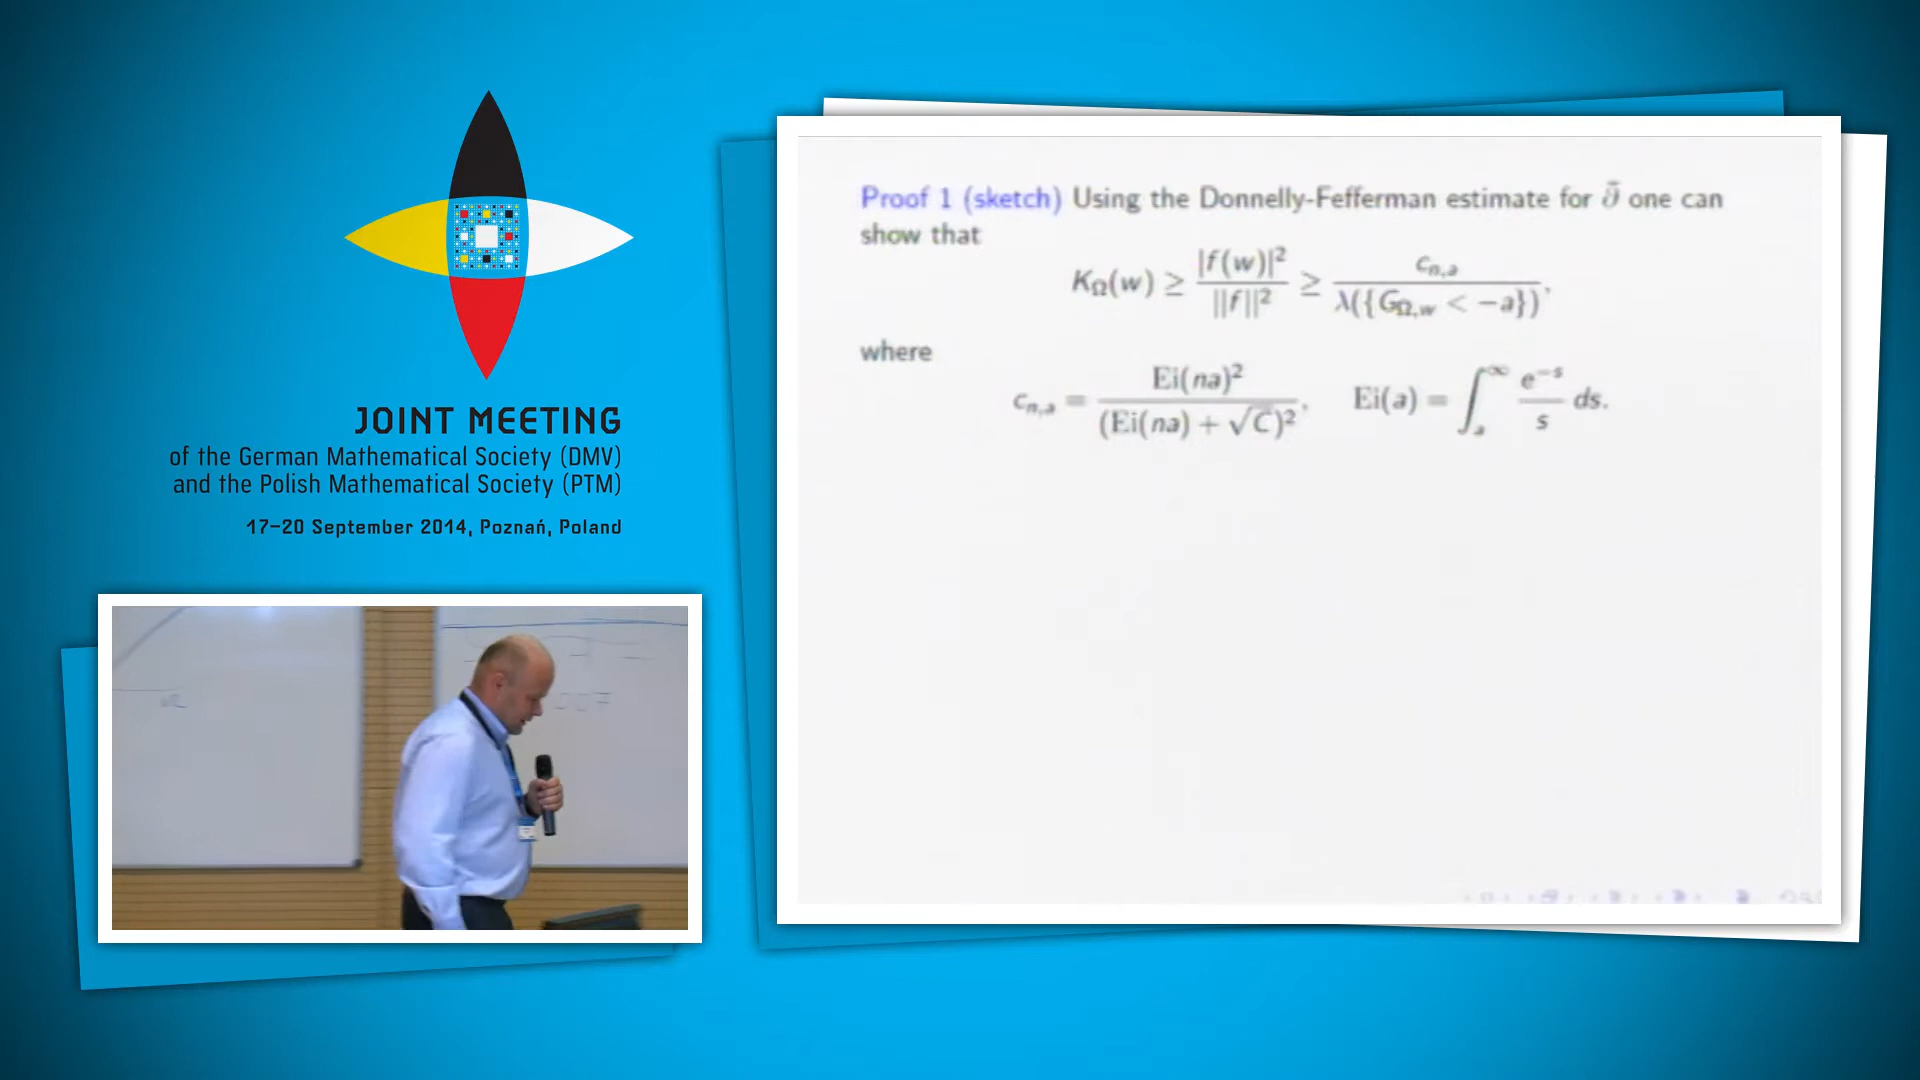 JOINT MEETING
of the German Mathematical Society (DMV)
and the Polish Mathematical Society (PTM)
17–20 September 2014, Poznań, Poland
Proof 1 (sketch) Using the Donnelly-Fefferman estimate for ∂̄ one can
show that
K_Ω(w) ≥ |f(w)|² / ||f||² ≥ c_{n,a} / λ({G_{Ω,w} < −a}),
where
c_{n,a} = Ei(na)² / (Ei(na) + √C)², Ei(a) = ∫_a^∞ e^{−s} / s ds.